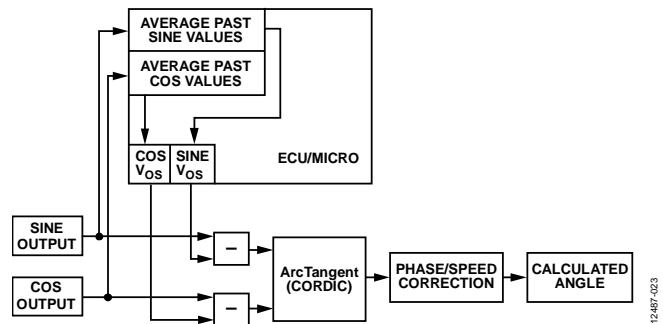 AVERAGE PAST
SINE VALUES
AVERAGE PAST
COS VALUES
COS
VOS
SINE
VOS
ECU/MICRO
SINE
OUTPUT
–
COS
OUTPUT
–
ArcTangent
(CORDIC)
PHASE/SPEED
CORRECTION
CALCULATED
ANGLE
12487-023